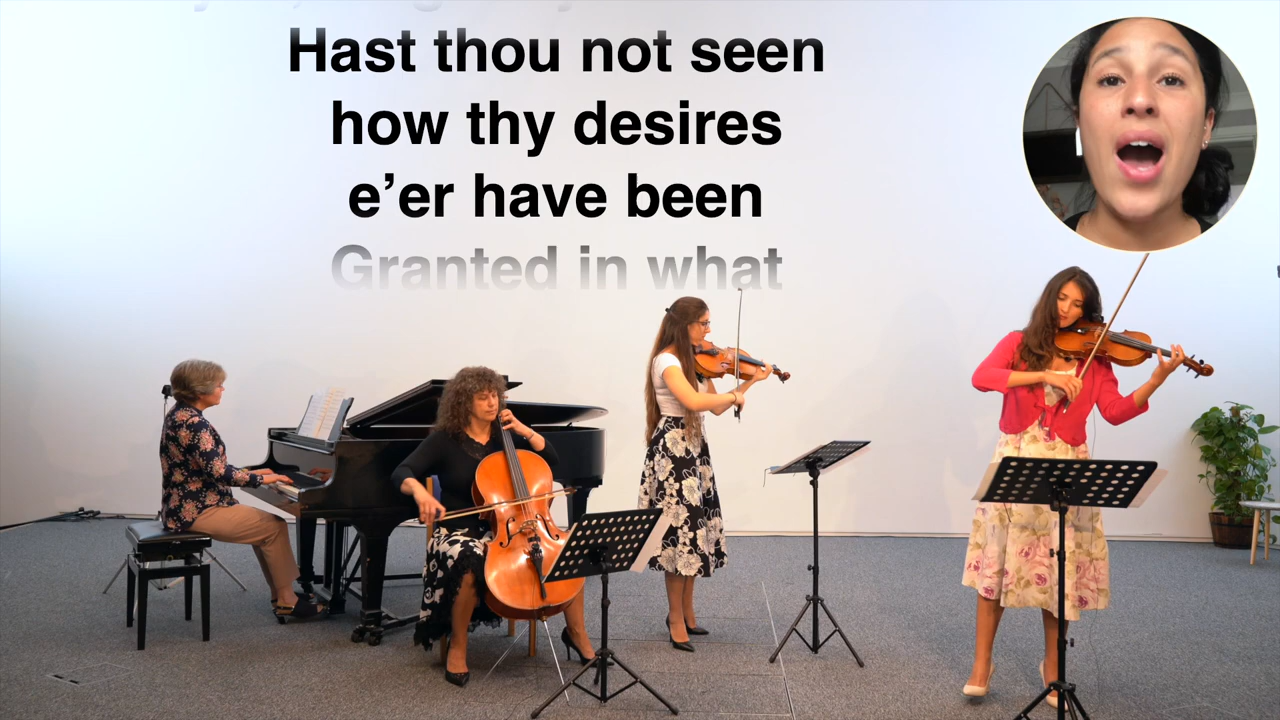 Hast thou not seen
how thy desires
e’er have been
Granted in what